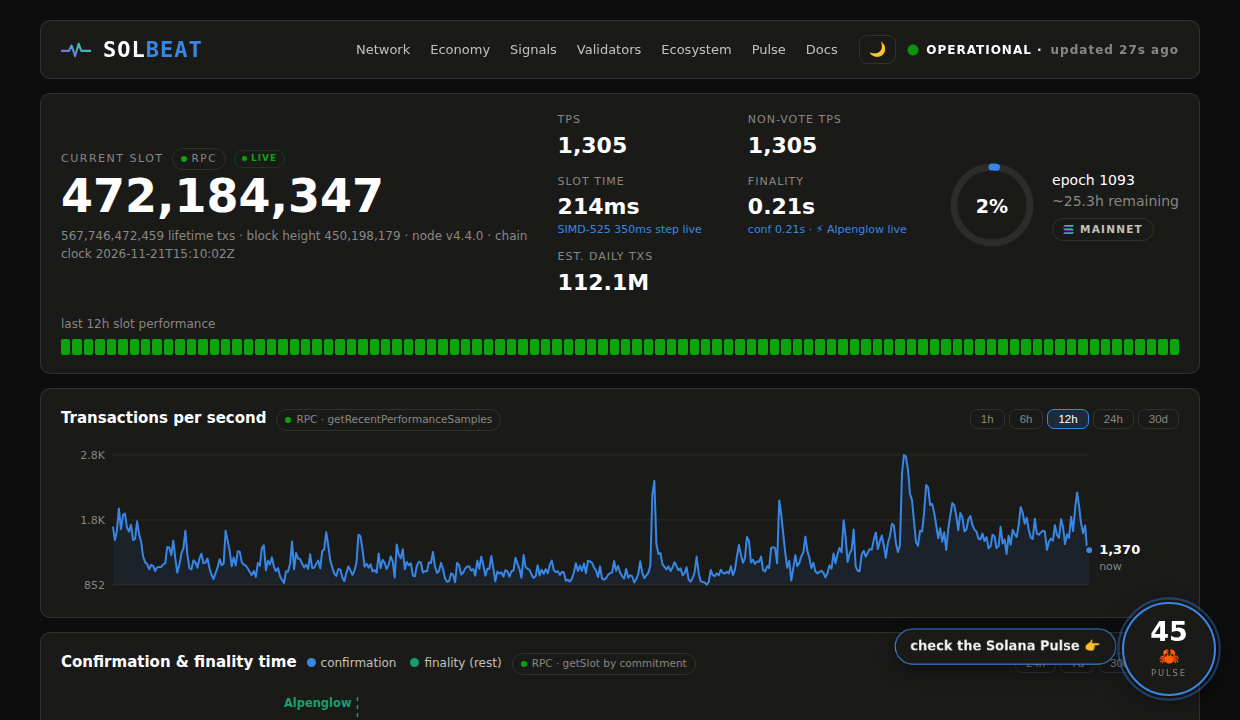 SOLBEAT
Network Economy Signals Validators Ecosystem Pulse Docs
OPERATIONAL · updated 27s ago
CURRENT SLOT RPC LIVE
472,184,347
567,746,472,459 lifetime txs · block height 450,198,179 · node v4.4.0 · chain
clock 2026-11-21T15:10:02Z
TPS
1,305
NON-VOTE TPS
1,305
SLOT TIME
214ms
SIMD-525 350ms step live
FINALITY
0.21s
conf 0.21s · ⚡ Alpenglow live
EST. DAILY TXS
112.1M
2%
epoch 1093
~25.3h remaining
MAINNET
last 12h slot performance
Transactions per second RPC · getRecentPerformanceSamples
1h 6h 12h 24h 30d
2.8K
1.8K
852
1,370
now
Confirmation & finality time confirmation finality (rest) RPC · getSlot by commitment
Alpenglow
check the Solana Pulse 👉
45
🦀
PULSE